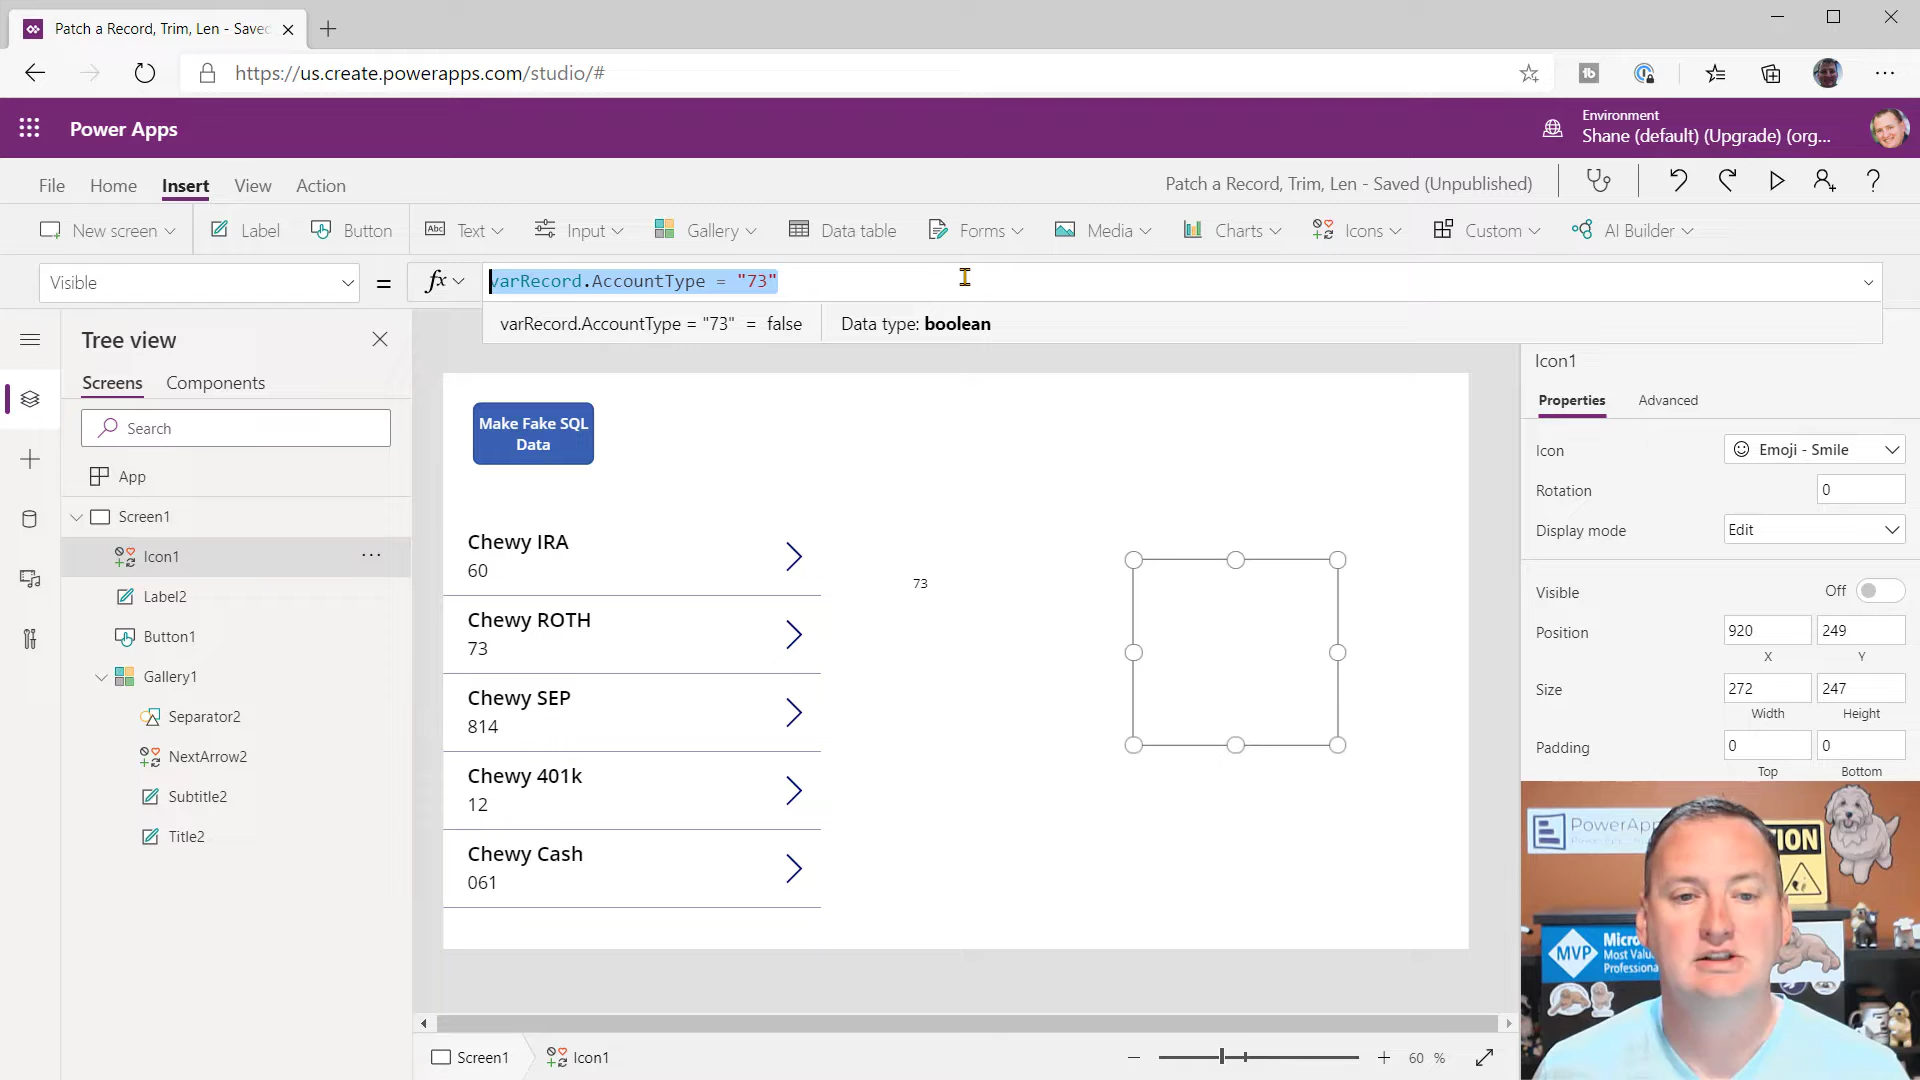 Patch a Record, Trim, Len - Saved
https://us.create.powerapps.com/studio/#
Power Apps
Environment
Shane (default) (Upgrade) (org...
File Home Insert View Action
Patch a Record, Trim, Len - Saved (Unpublished)
New screen Label Button Text Input Gallery Data table Forms Media Charts Icons Custom AI Builder
Visible = fx varRecord.AccountType = "73"
varRecord.AccountType = "73" = false Data type: boolean
Tree view
Screens Components
Search
App
Screen1
Icon1
Label2
Button1
Gallery1
Separator2
NextArrow2
Subtitle2
Title2
Make Fake SQL
Data
Chewy IRA
60
Chewy ROTH
73
Chewy SEP
814
Chewy 401k
12
Chewy Cash
061
73
Icon1
Properties Advanced
Icon Emoji - Smile
Rotation 0
Display mode Edit
Visible Off
Position 920 249
X Y
Size 272 247
Width Height
Padding 0 0
Top Bottom
PowerApp
MVP
Micro
Most Valu
Professional
Screen1 Icon1
60 %